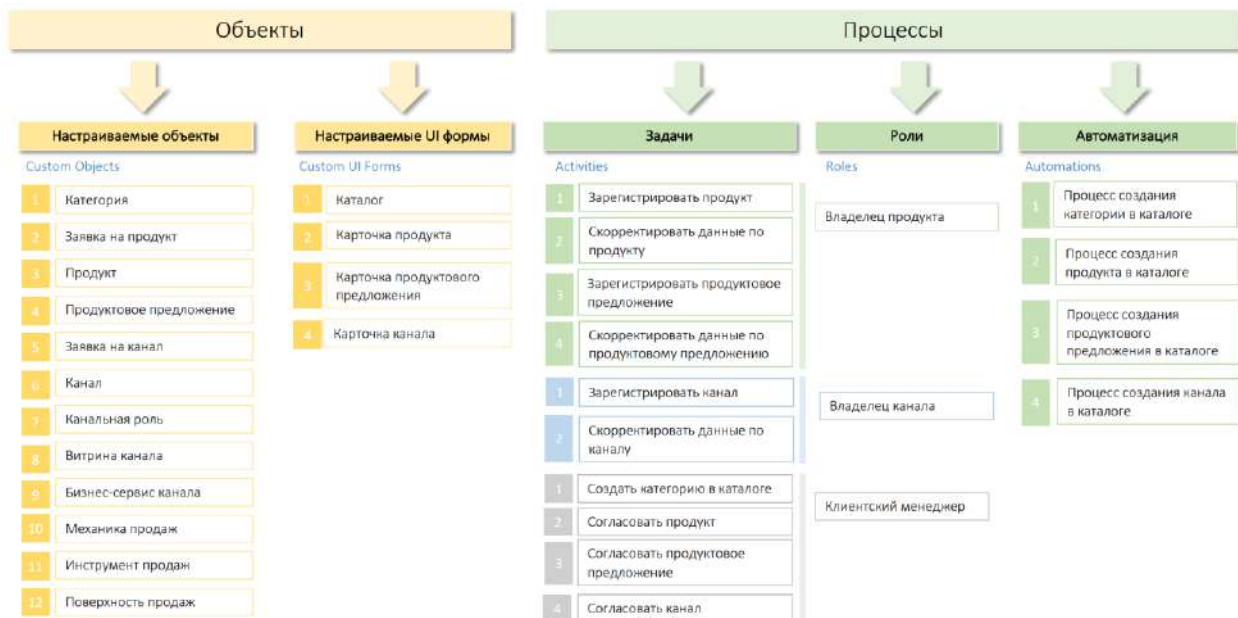 Объекты
Процессы
Настраиваемые объекты
Custom Objects
1
Категория
2
Заявка на продукт
3
Продукт
4
Продуктовое предложение
5
Заявка на канал
6
Канал
7
Канальная роль
8
Витрина канала
9
Бизнес-сервис канала
10
Механика продаж
11
Инструмент продаж
12
Поверхность продаж
Настраиваемые UI формы
Custom UI Forms
1
Каталог
2
Карточка продукта
3
Карточка продуктового
предложения
4
Карточка канала
Задачи
Activities
1
Зарегистрировать продукт
2
Скорректировать данные по
продукту
3
Зарегистрировать продуктовое
предложение
4
Скорректировать данные по
продуктовому предложению
1
Зарегистрировать канал
2
Скорректировать данные по
каналу
1
Создать категорию в каталоге
2
Согласовать продукт
3
Согласовать продуктовое
предложение
4
Согласовать канал
Роли
Roles
Владелец продукта
Владелец канала
Клиентский менеджер
Автоматизация
Automations
1
Процесс создания
категории в каталоге
2
Процесс создания
продукта в каталоге
3
Процесс создания
продуктового
предложения в каталоге
4
Процесс создания канала
в каталоге